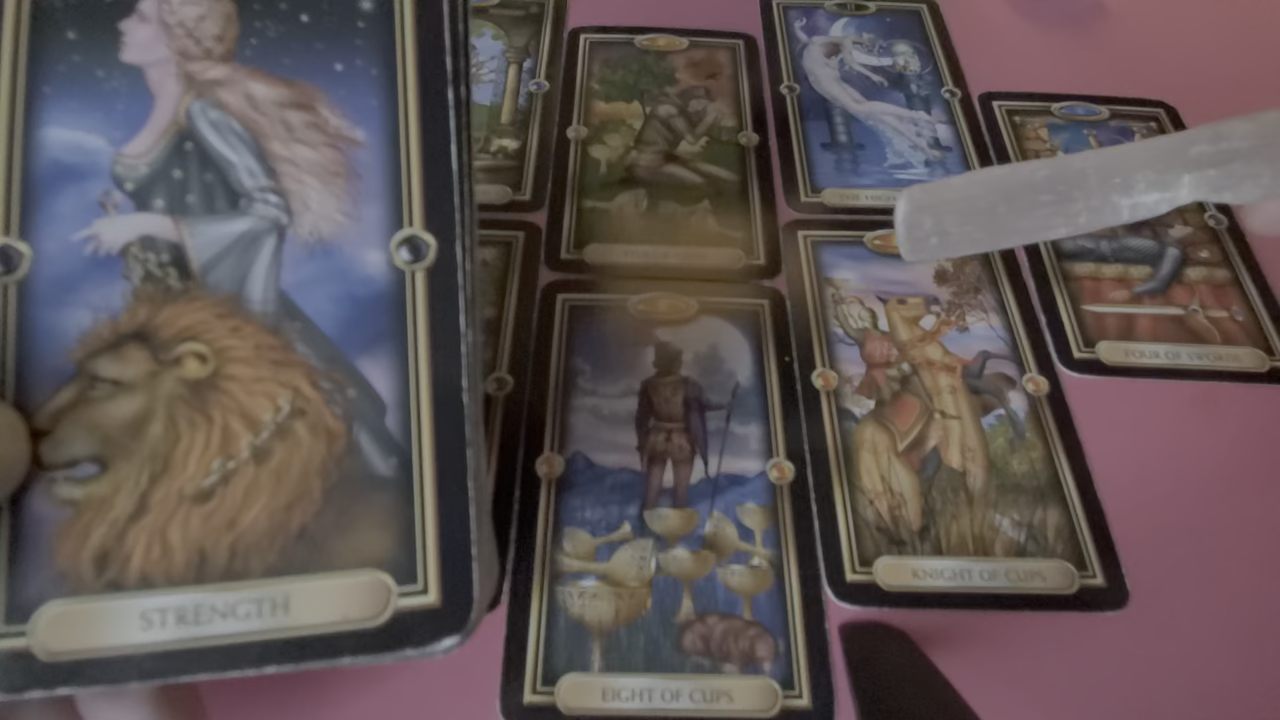 STRENGTH
EIGHT OF CUPS
KNIGHT OF CUPS
FOUR OF SWORDS